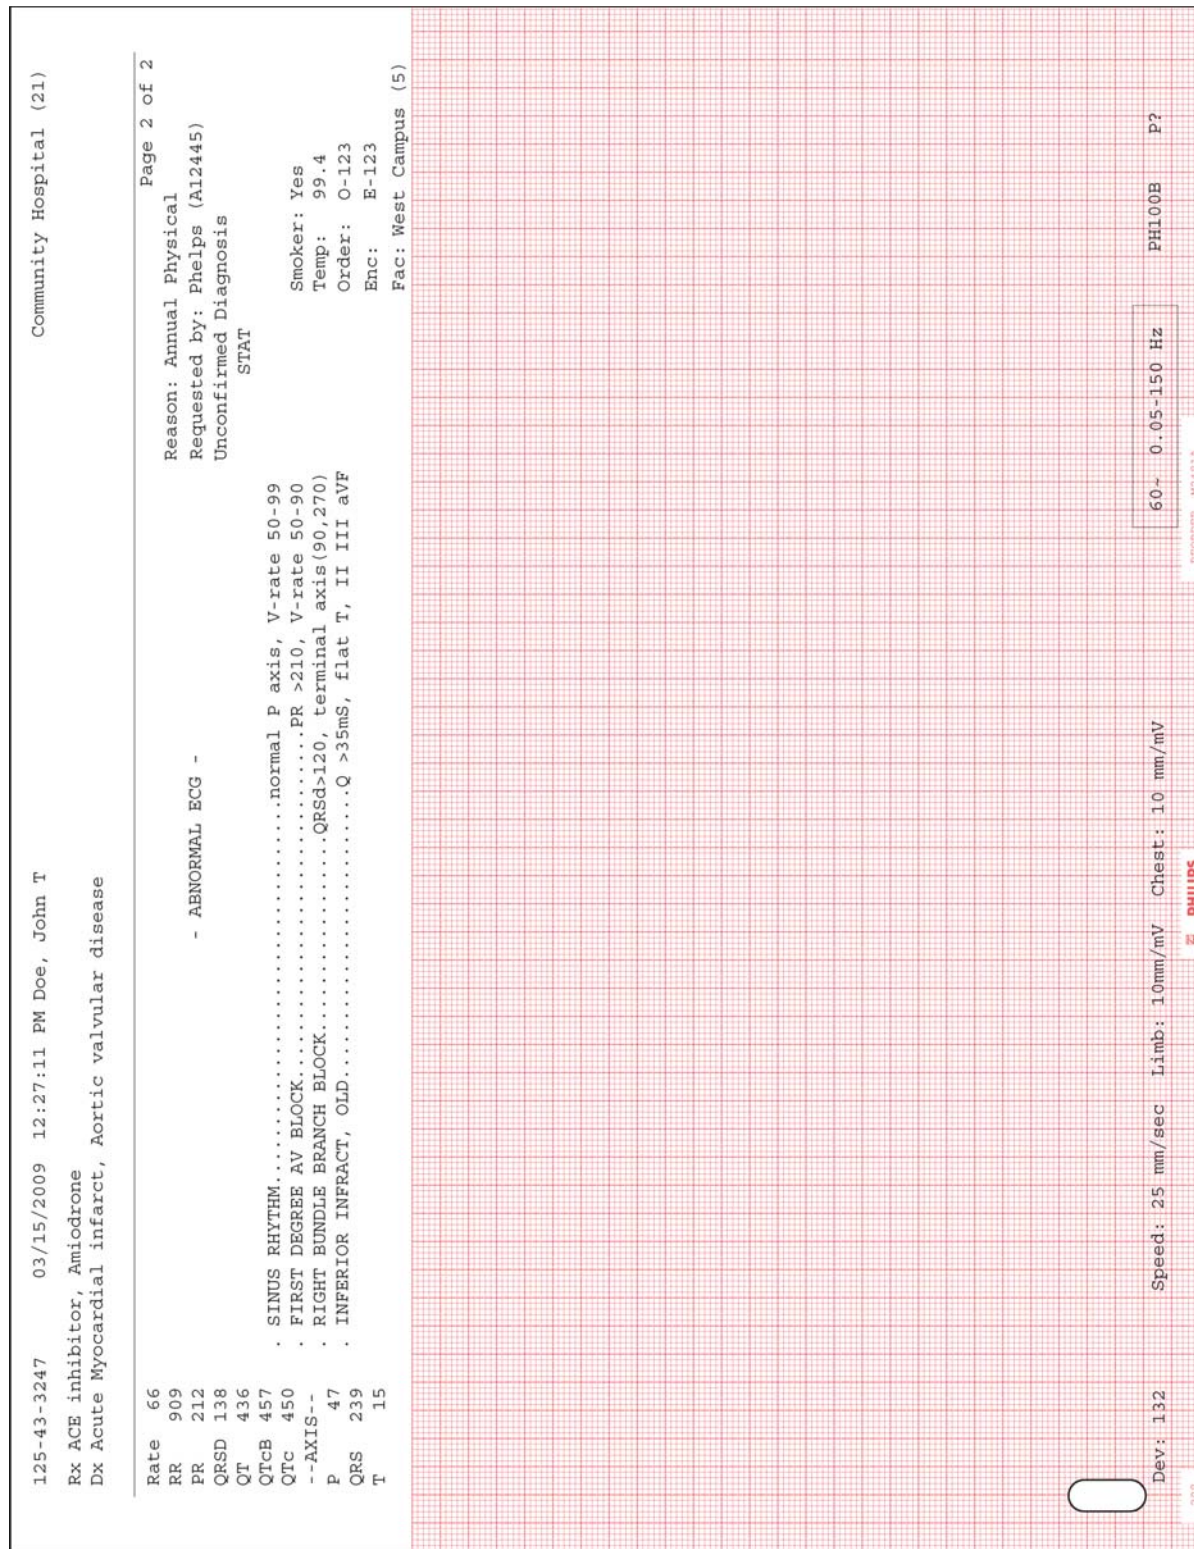 125-43-3247 03/15/2009 12:27:11 PM Doe, John T Community Hospital (21)
Rx ACE inhibitor, Amiodrone
Dx Acute Myocardial infarct, Aortic valvular disease
Page 2 of 2
Rate 66
RR 909
PR 212
QRSD 138
QT 436
QTcB 457
QTc 450
--AXIS--
P 47
QRS 239
T 15
- ABNORMAL ECG -
. SINUS RHYTHM........................................normal P axis, V-rate 50-99
. FIRST DEGREE AV BLOCK...............................PR >210, V-rate 50-90
. RIGHT BUNDLE BRANCH BLOCK.....................QRSd>120, terminal axis(90,270)
. INFERIOR INFRACT, OLD.........................Q >35mS, flat T, II III aVF
Reason: Annual Physical
Requested by: Phelps (A12445)
Unconfirmed Diagnosis
STAT
Smoker: Yes
Temp: 99.4
Order: O-123
Enc: E-123
Fac: West Campus (5)
Dev: 132 Speed: 25 mm/sec Limb: 10mm/mV Chest: 10 mm/mV 60~ 0.05-150 Hz PH100B P?
PHILIPS